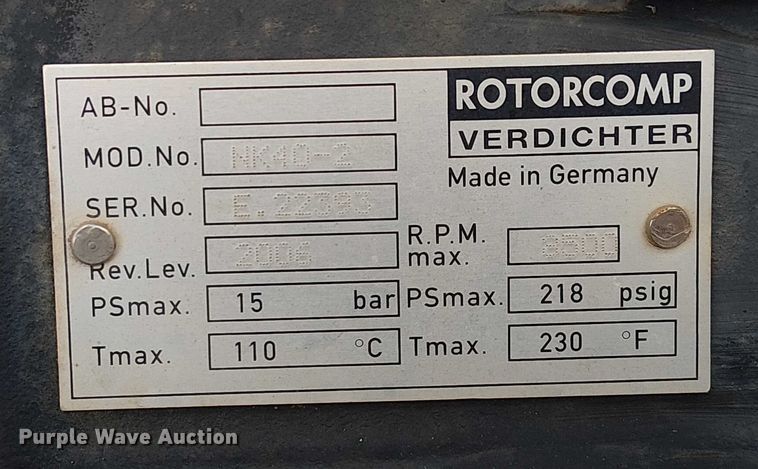 AB-No.
ROTORCOMP
VERDICHTER
MOD.No. NK40-2
Made in Germany
SER.No. E.22393
Rev.Lev. 2006
R.P.M. max. 8500
PSmax. 15 bar PSmax. 218 psig
Tmax. 110 °C Tmax. 230 °F
Purple Wave Auction